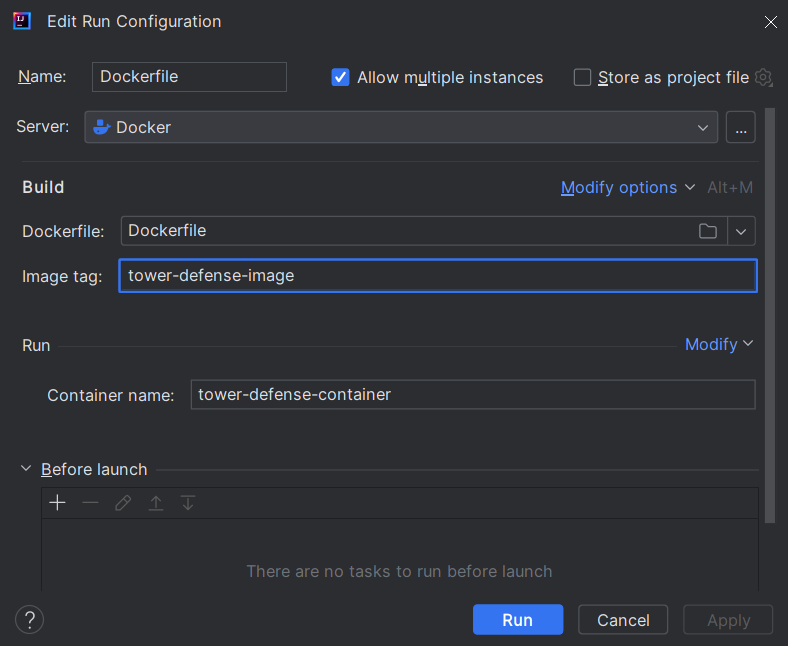 Edit Run Configuration
Name: Dockerfile Allow multiple instances Store as project file
Server: Docker ...
Build Modify options Alt+M
Dockerfile: Dockerfile
Image tag: tower-defense-image
Run Modify
Container name: tower-defense-container
Before launch
There are no tasks to run before launch
? Run Cancel Apply